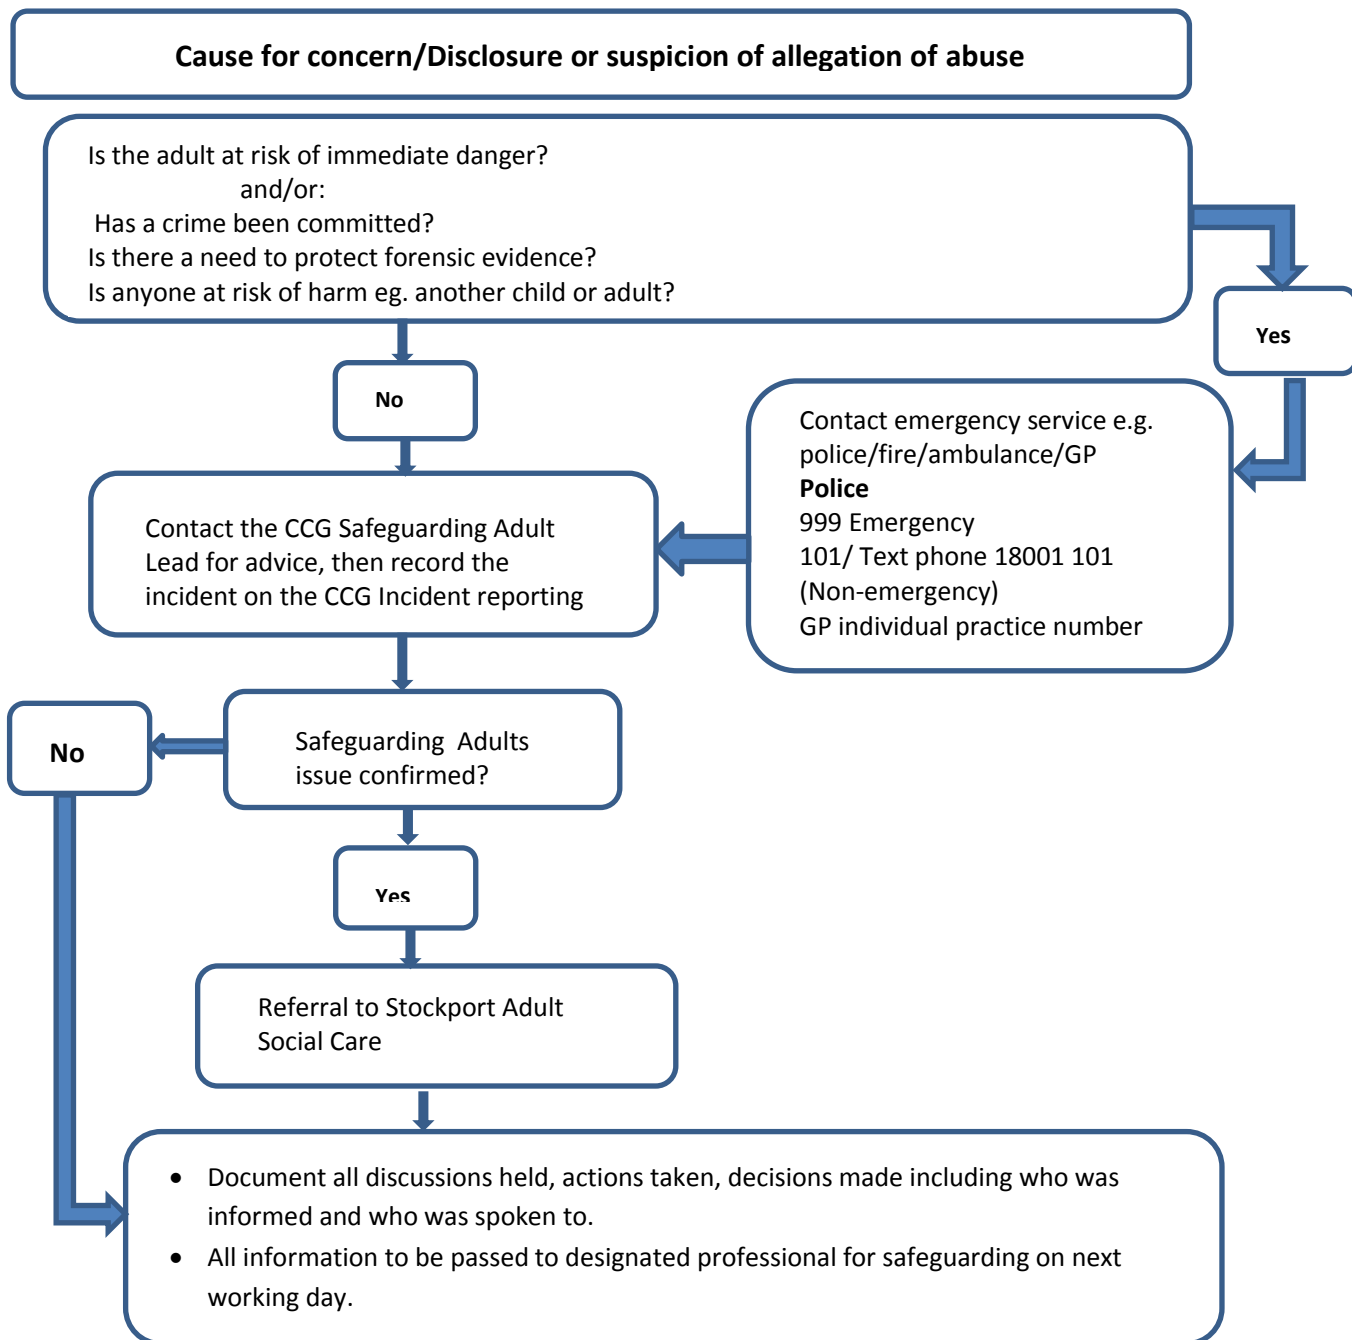 Cause for concern/Disclosure or suspicion of allegation of abuse
Is the adult at risk of immediate danger?
and/or:
Has a crime been committed?
Is there a need to protect forensic evidence?
Is anyone at risk of harm eg. another child or adult?
Yes
No
Contact emergency service e.g.
police/fire/ambulance/GP
Police
999 Emergency
101/ Text phone 18001 101
(Non-emergency)
GP individual practice number
Contact the CCG Safeguarding Adult
Lead for advice, then record the
incident on the CCG Incident reporting
No
Safeguarding Adults
issue confirmed?
Yes
Referral to Stockport Adult
Social Care
• Document all discussions held, actions taken, decisions made including who was
informed and who was spoken to.
• All information to be passed to designated professional for safeguarding on next
working day.